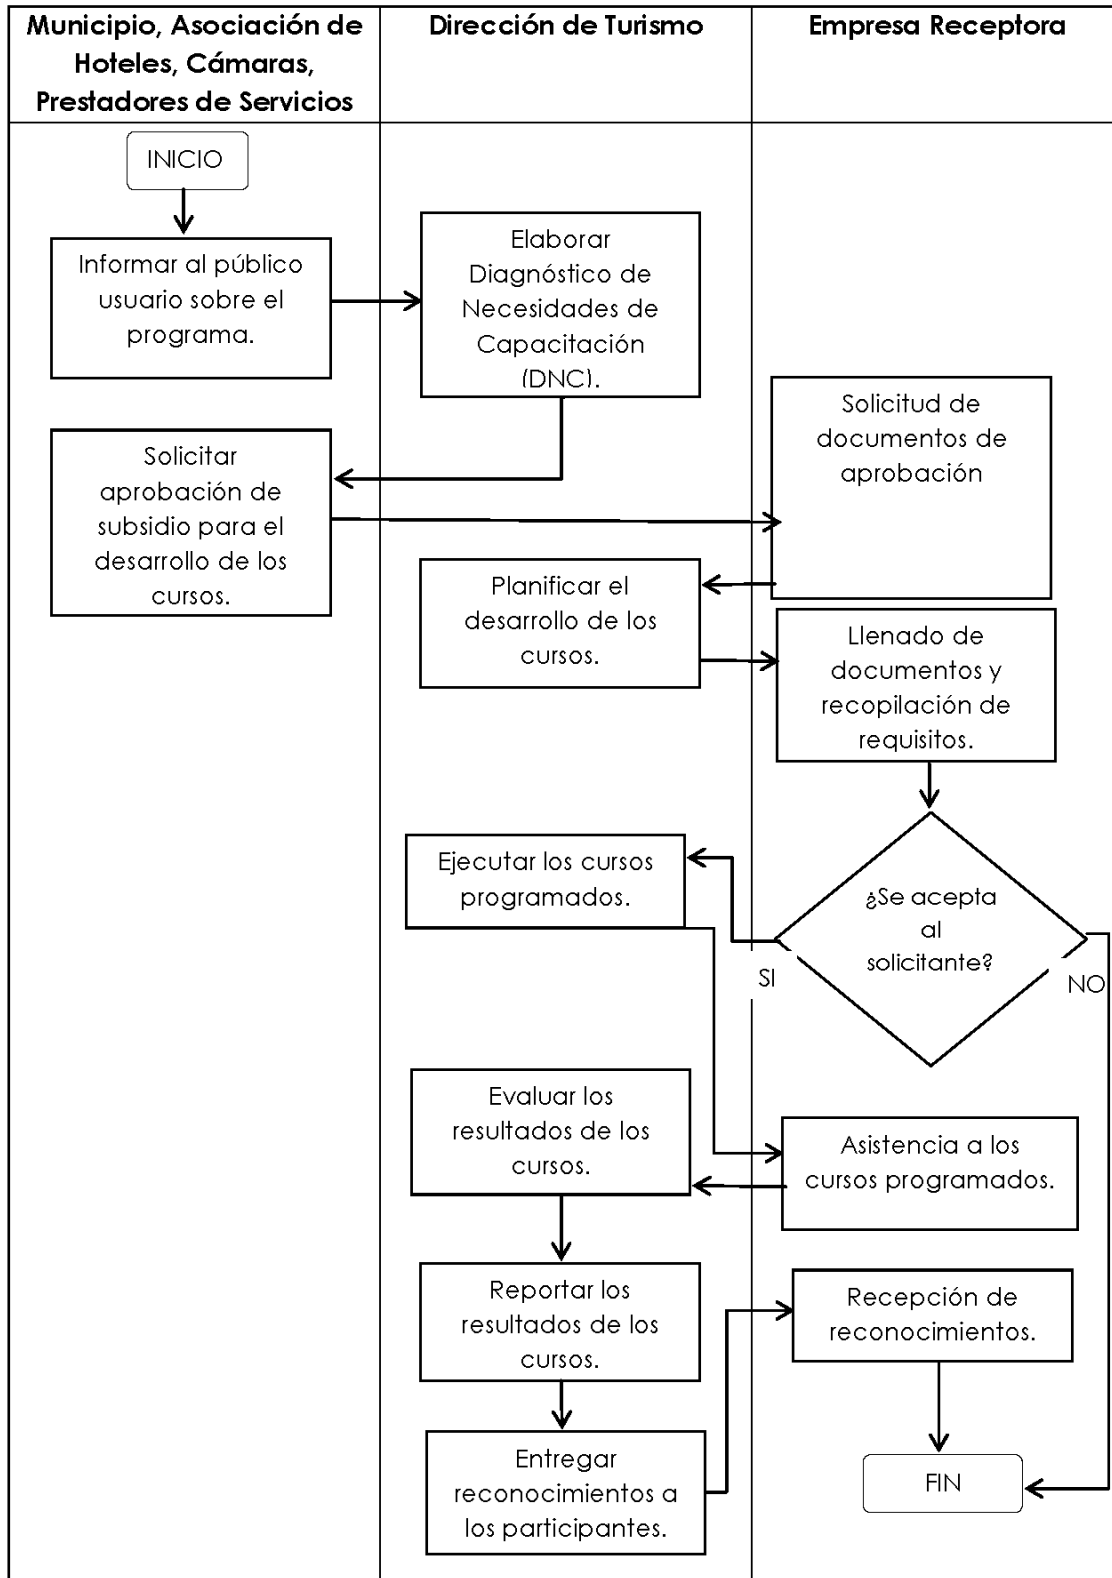 Municipio, Asociación de
Hoteles, Cámaras,
Prestadores de Servicios
Dirección de Turismo
Empresa Receptora
INICIO
Informar al público
usuario sobre el
programa.
Elaborar
Diagnóstico de
Necesidades de
Capacitación
(DNC).
Solicitar
aprobación de
subsidio para el
desarrollo de los
cursos.
Solicitud de
documentos de
aprobación
Planificar el
desarrollo de los
cursos.
Llenado de
documentos y
recopilación de
requisitos.
¿Se acepta
al
solicitante?
SI
NO
Ejecutar los cursos
programados.
Asistencia a los
cursos programados.
Evaluar los
resultados de los
cursos.
Reportar los
resultados de los
cursos.
Entregar
reconocimientos a
los participantes.
Recepción de
reconocimientos.
FIN